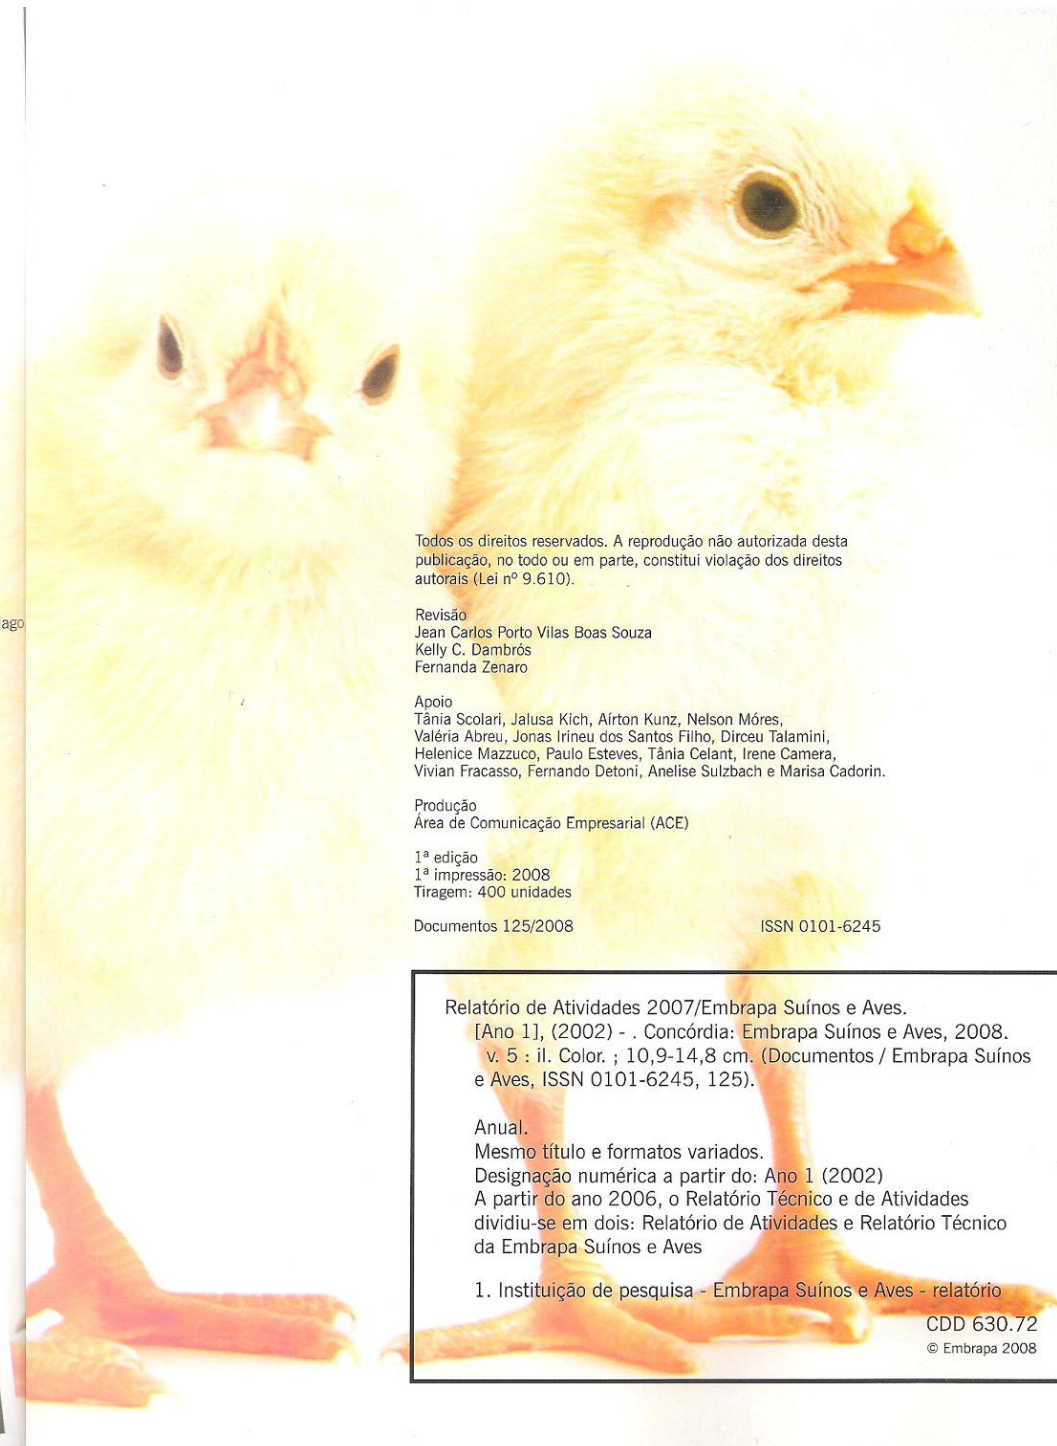 ago
Todos os direitos reservados. A reprodução não autorizada desta
publicação, no todo ou em parte, constitui violação dos direitos
autorais (Lei nº 9.610).
Revisão
Jean Carlos Porto Vilas Boas Souza
Kelly C. Dambrós
Fernanda Zenaro
Apoio
Tânia Scolari, Jalusa Kich, Aírton Kunz, Nelson Móres,
Valéria Abreu, Jonas Irineu dos Santos Filho, Dirceu Talamini,
Helenice Mazzuco, Paulo Esteves, Tânia Celant, Irene Camera,
Vivian Fracasso, Fernando Detoni, Anelise Sulzbach e Marisa Cadorin.
Produção
Área de Comunicação Empresarial (ACE)
1ª edição
1ª impressão: 2008
Tiragem: 400 unidades
Documentos 125/2008 ISSN 0101-6245
Relatório de Atividades 2007/Embrapa Suínos e Aves.
[Ano 1], (2002) - . Concórdia: Embrapa Suínos e Aves, 2008.
v. 5 : il. Color. ; 10,9-14,8 cm. (Documentos / Embrapa Suínos
e Aves, ISSN 0101-6245, 125).
Anual.
Mesmo título e formatos variados.
Designação numérica a partir do: Ano 1 (2002)
A partir do ano 2006, o Relatório Técnico e de Atividades
dividiu-se em dois: Relatório de Atividades e Relatório Técnico
da Embrapa Suínos e Aves
1. Instituição de pesquisa - Embrapa Suínos e Aves - relatório
CDD 630.72
© Embrapa 2008